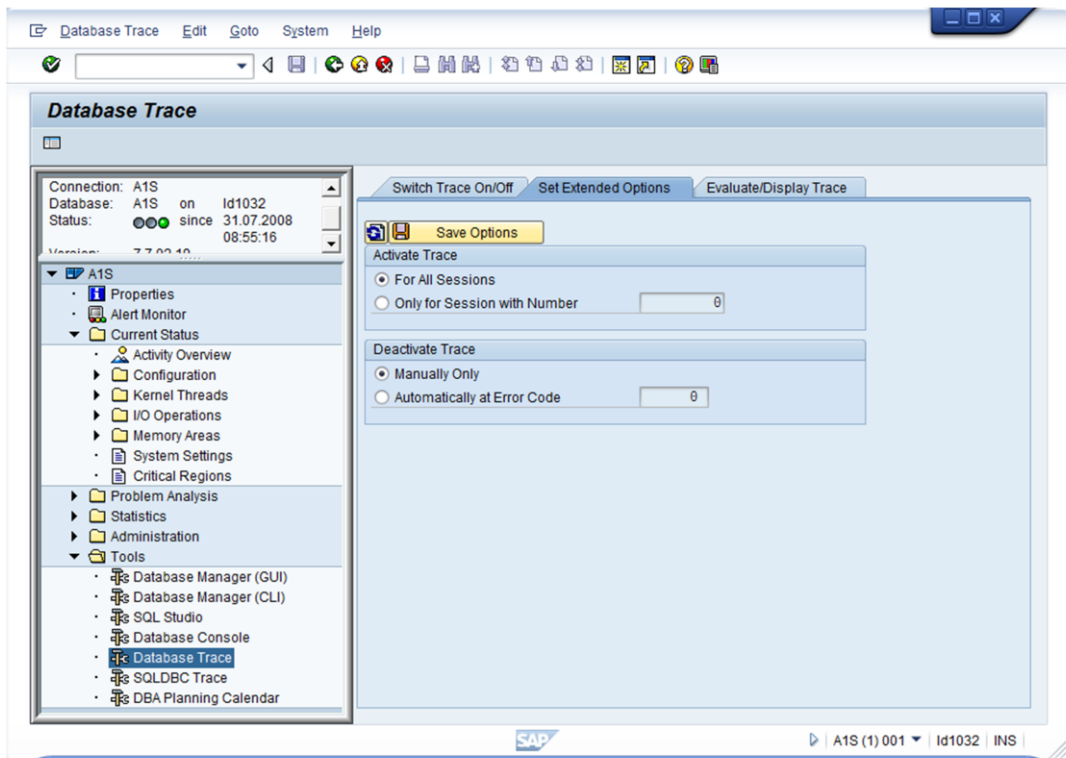 Database Trace Edit Goto System Help
Database Trace
Connection: A1S
Database: A1S on ld1032
Status: since 31.07.2008
08:55:16
Version: 7.7.02.10
Switch Trace On/Off Set Extended Options Evaluate/Display Trace
Save Options
Activate Trace
For All Sessions
Only for Session with Number 0
Deactivate Trace
Manually Only
Automatically at Error Code 0
A1S
Properties
Alert Monitor
Current Status
Activity Overview
Configuration
Kernel Threads
I/O Operations
Memory Areas
System Settings
Critical Regions
Problem Analysis
Statistics
Administration
Tools
Database Manager (GUI)
Database Manager (CLI)
SQL Studio
Database Console
Database Trace
SQLDBC Trace
DBA Planning Calendar
SAP
A1S (1) 001 ld1032 INS